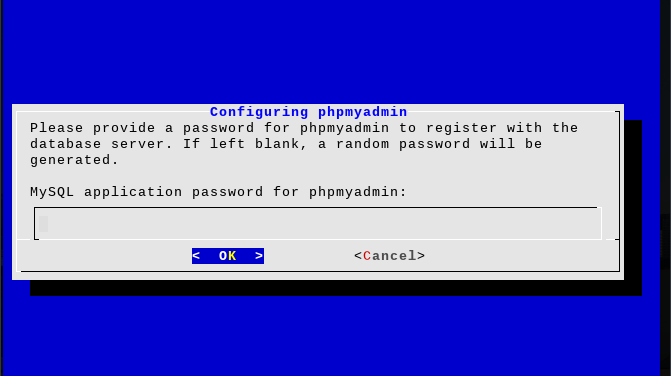 Configuring phpmyadmin
Please provide a password for phpmyadmin to register with the
database server. If left blank, a random password will be
generated.
MySQL application password for phpmyadmin:
<  OK  > <Cancel>